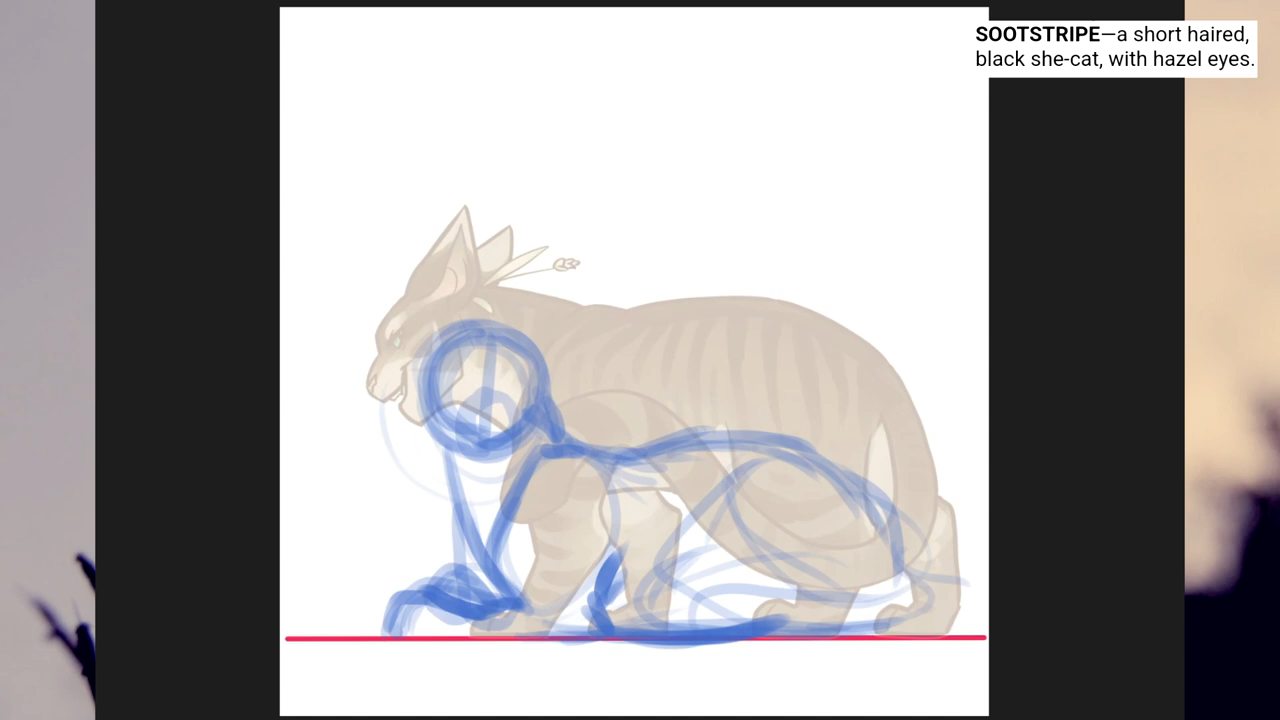 SOOTSTRIPE—a short haired,
black she-cat, with hazel eyes.